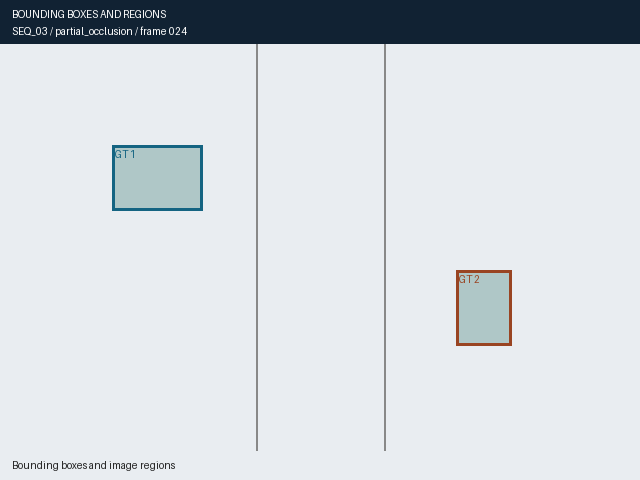 BOUNDING BOXES AND REGIONS
SEQ_03 / partial_occlusion / frame 024
GT1
GT2
Bounding boxes and image regions